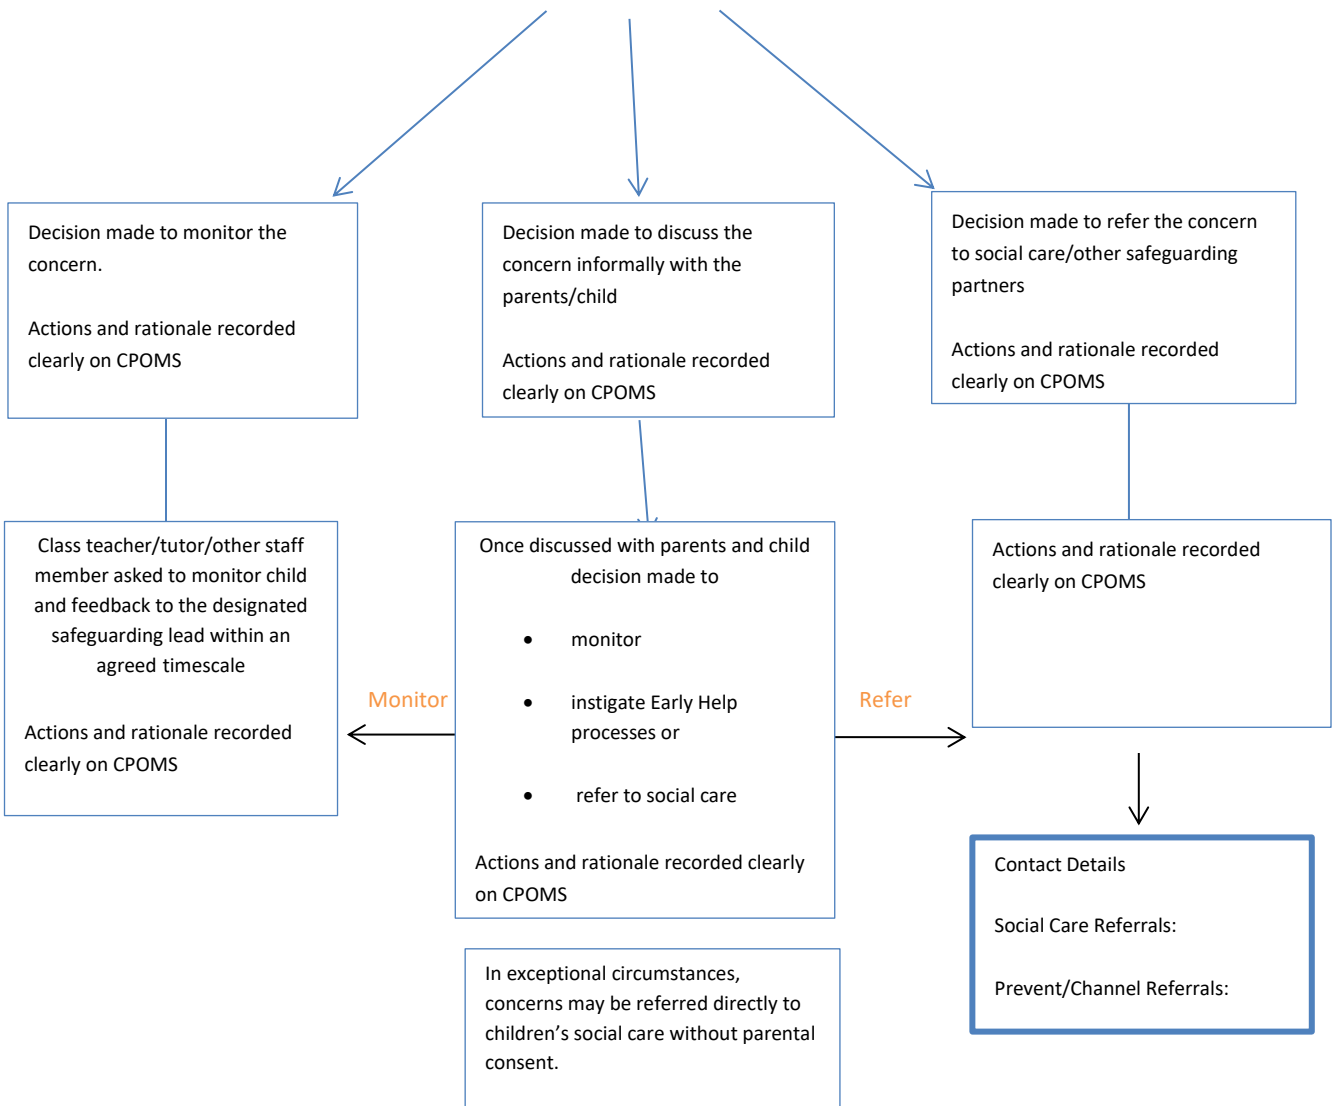 Decision made to monitor the
concern.
Actions and rationale recorded
clearly on CPOMS
Decision made to discuss the
concern informally with the
parents/child
Actions and rationale recorded
clearly on CPOMS
Decision made to refer the concern
to social care/other safeguarding
partners
Actions and rationale recorded
clearly on CPOMS
Class teacher/tutor/other staff
member asked to monitor child
and feedback to the designated
safeguarding lead within an
agreed timescale
Actions and rationale recorded
clearly on CPOMS
Monitor
Once discussed with parents and child
decision made to
• monitor
• instigate Early Help
processes or
• refer to social care
Actions and rationale recorded clearly
on CPOMS
Refer
Actions and rationale recorded
clearly on CPOMS
Contact Details
Social Care Referrals:
Prevent/Channel Referrals:
In exceptional circumstances,
concerns may be referred directly to
children’s social care without parental
consent.